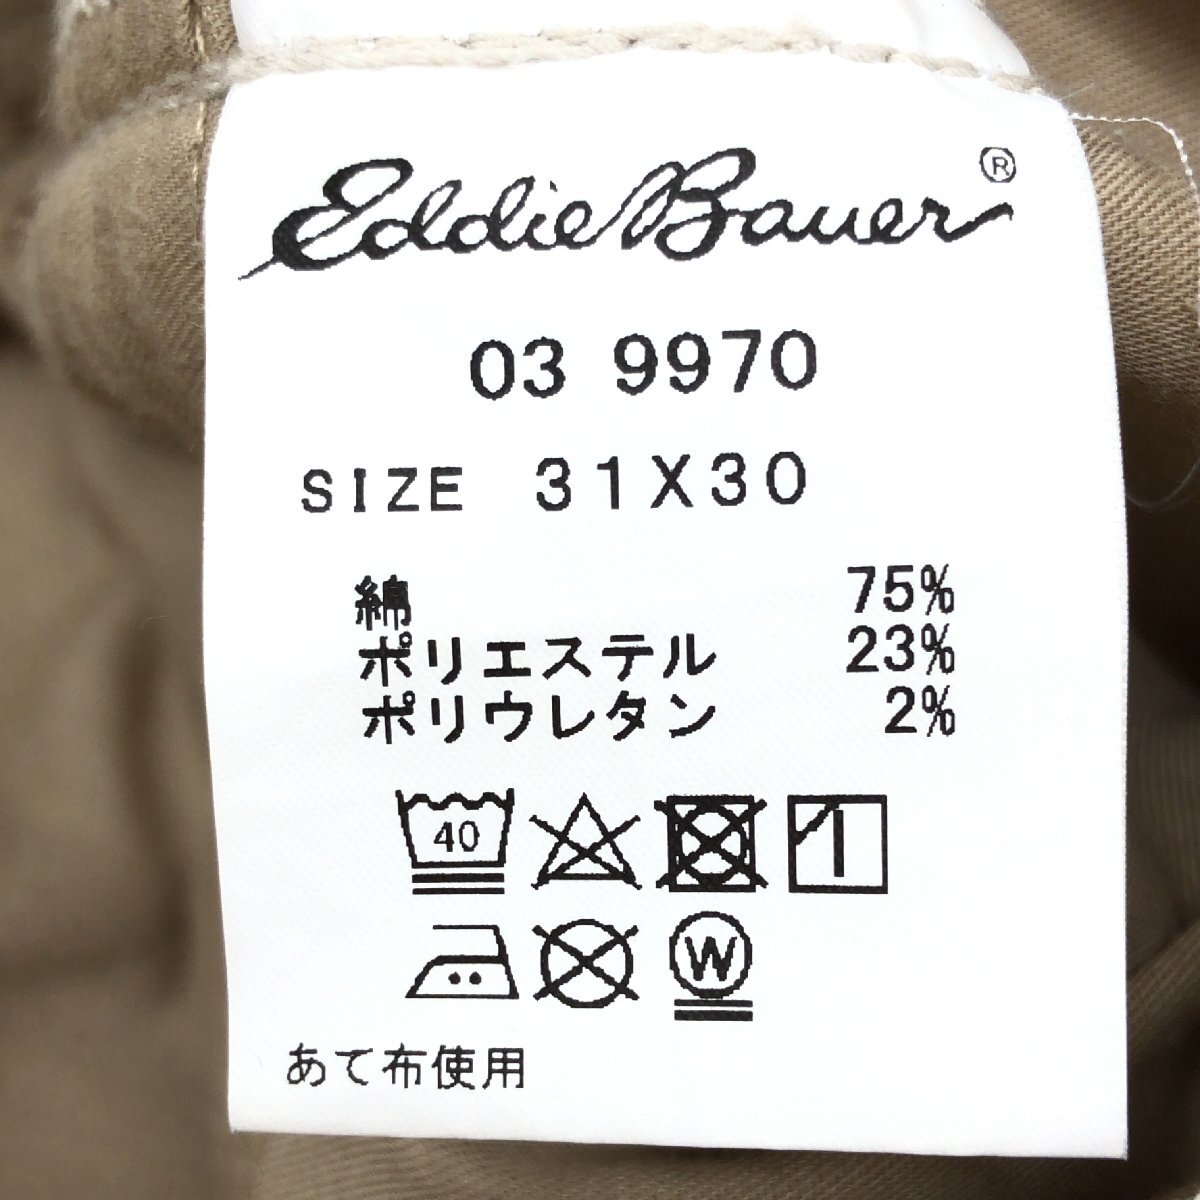 Eddie Bauer®
03 9970
SIZE 31X30
綿 75%
ポリエステル 23%
ポリウレタン 2%
40
W
あて布使用